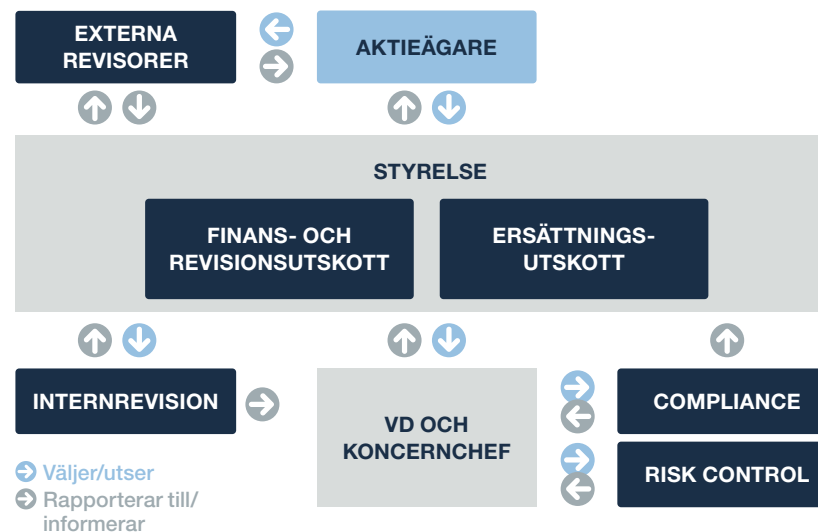 EXTERNA
REVISORER
AKTIEÄGARE
STYRELSE
FINANS- OCH
REVISIONSUTSKOTT
ERSÄTTNINGS-
UTSKOTT
INTERNREVISION
VD OCH
KONCERNCHEF
COMPLIANCE
RISK CONTROL
Väljer/utser
Rapporterar till/
informerar